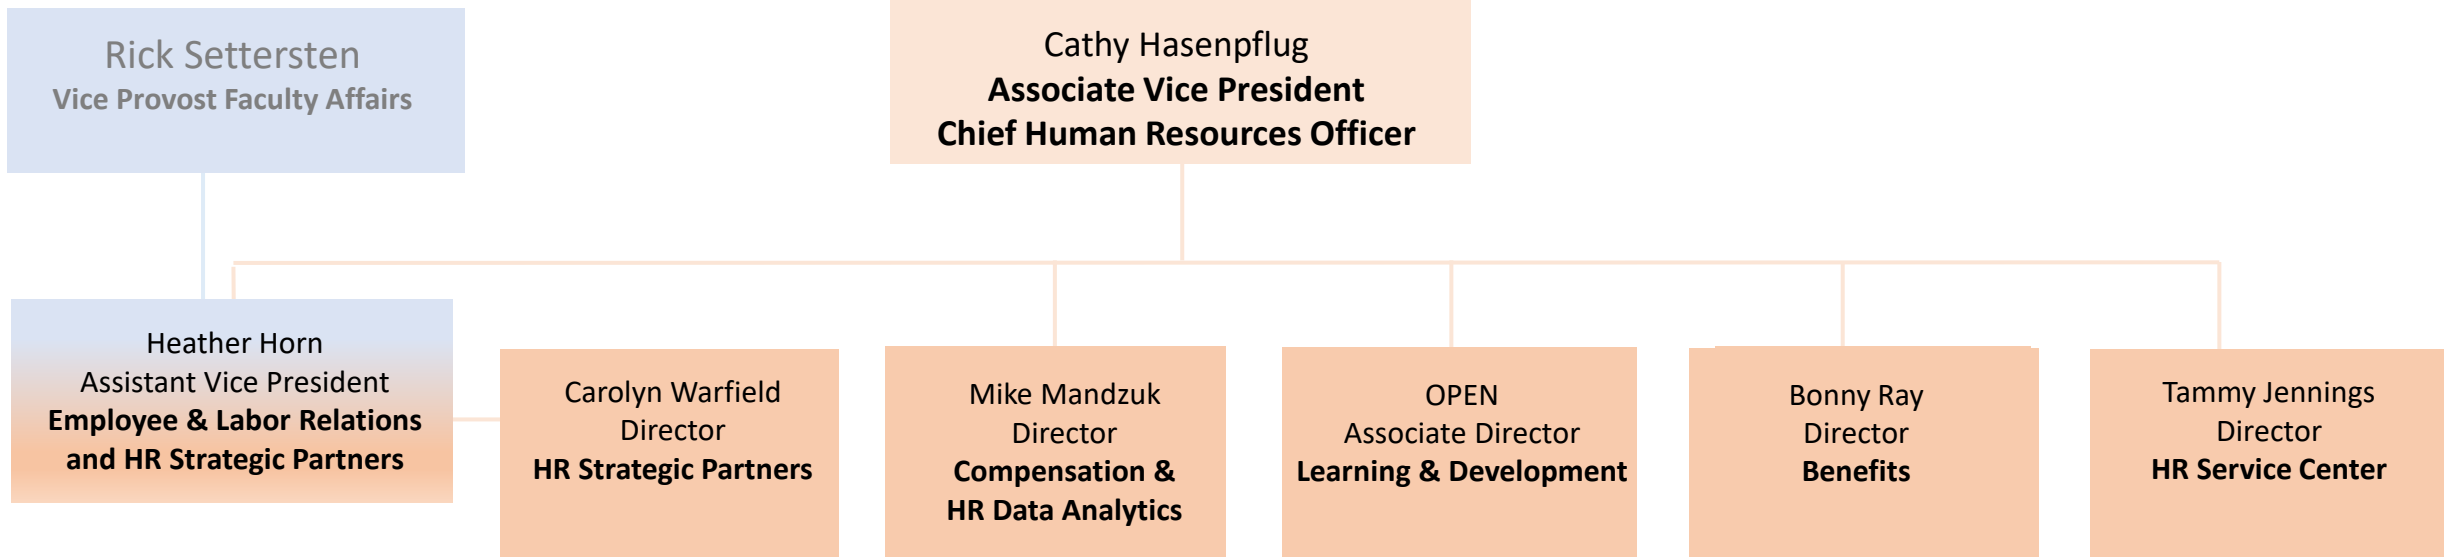 Rick Settersten
Vice Provost Faculty Affairs
Cathy Hasenpflug
Associate Vice President
Chief Human Resources Officer
Heather Horn
Assistant Vice President
Employee & Labor Relations
and HR Strategic Partners
Carolyn Warfield
Director
HR Strategic Partners
Mike Mandzuk
Director
Compensation &
HR Data Analytics
OPEN
Associate Director
Learning & Development
Bonny Ray
Director
Benefits
Tammy Jennings
Director
HR Service Center